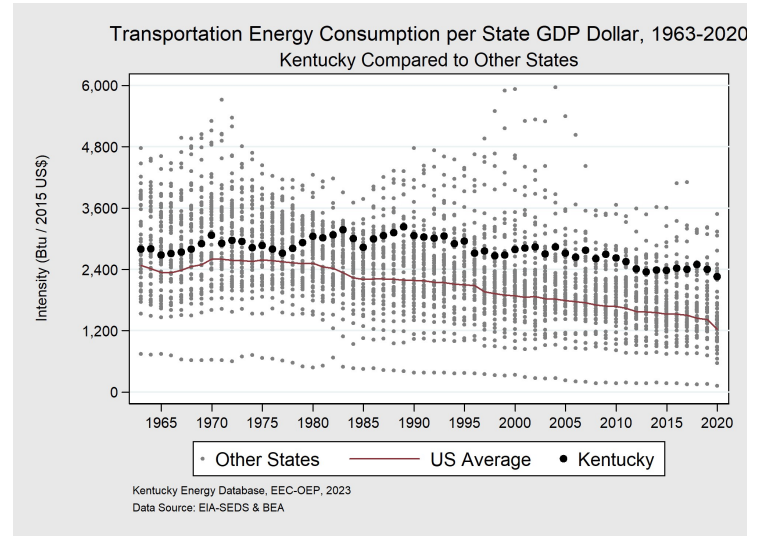 Transportation Energy Consumption per State GDP Dollar, 1963-2020
Kentucky Compared to Other States
Intensity (Btu / 2015 US$)
6,000
4,800
3,600
2,400
1,200
0
1965 1970 1975 1980 1985 1990 1995 2000 2005 2010 2015 2020
Other States US Average Kentucky
Kentucky Energy Database, EEC-OEP, 2023
Data Source: EIA-SEDS & BEA